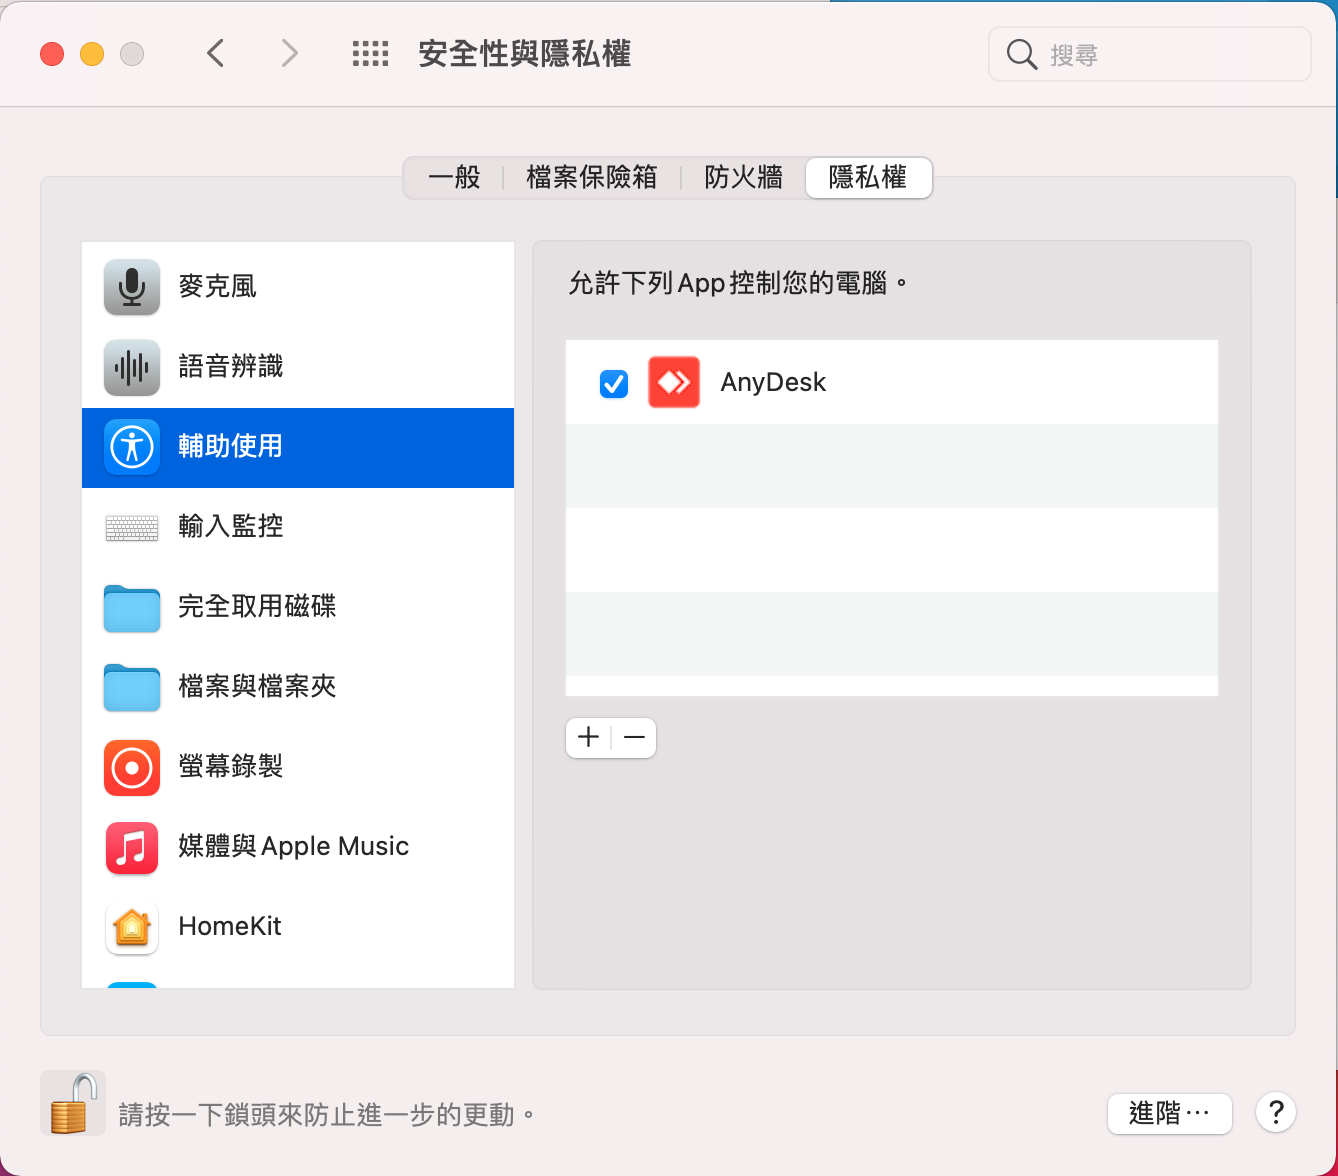 安全性與隱私權
搜尋
一般
檔案保險箱
防火牆
隱私權
麥克風
語音辨識
輔助使用
輸入監控
完全取用磁碟
檔案與檔案夾
螢幕錄製
媒體與 Apple Music
HomeKit
允許下列 App 控制您的電腦。
AnyDesk
請按一下鎖頭來防止進一步的更動。
進階⋯
?